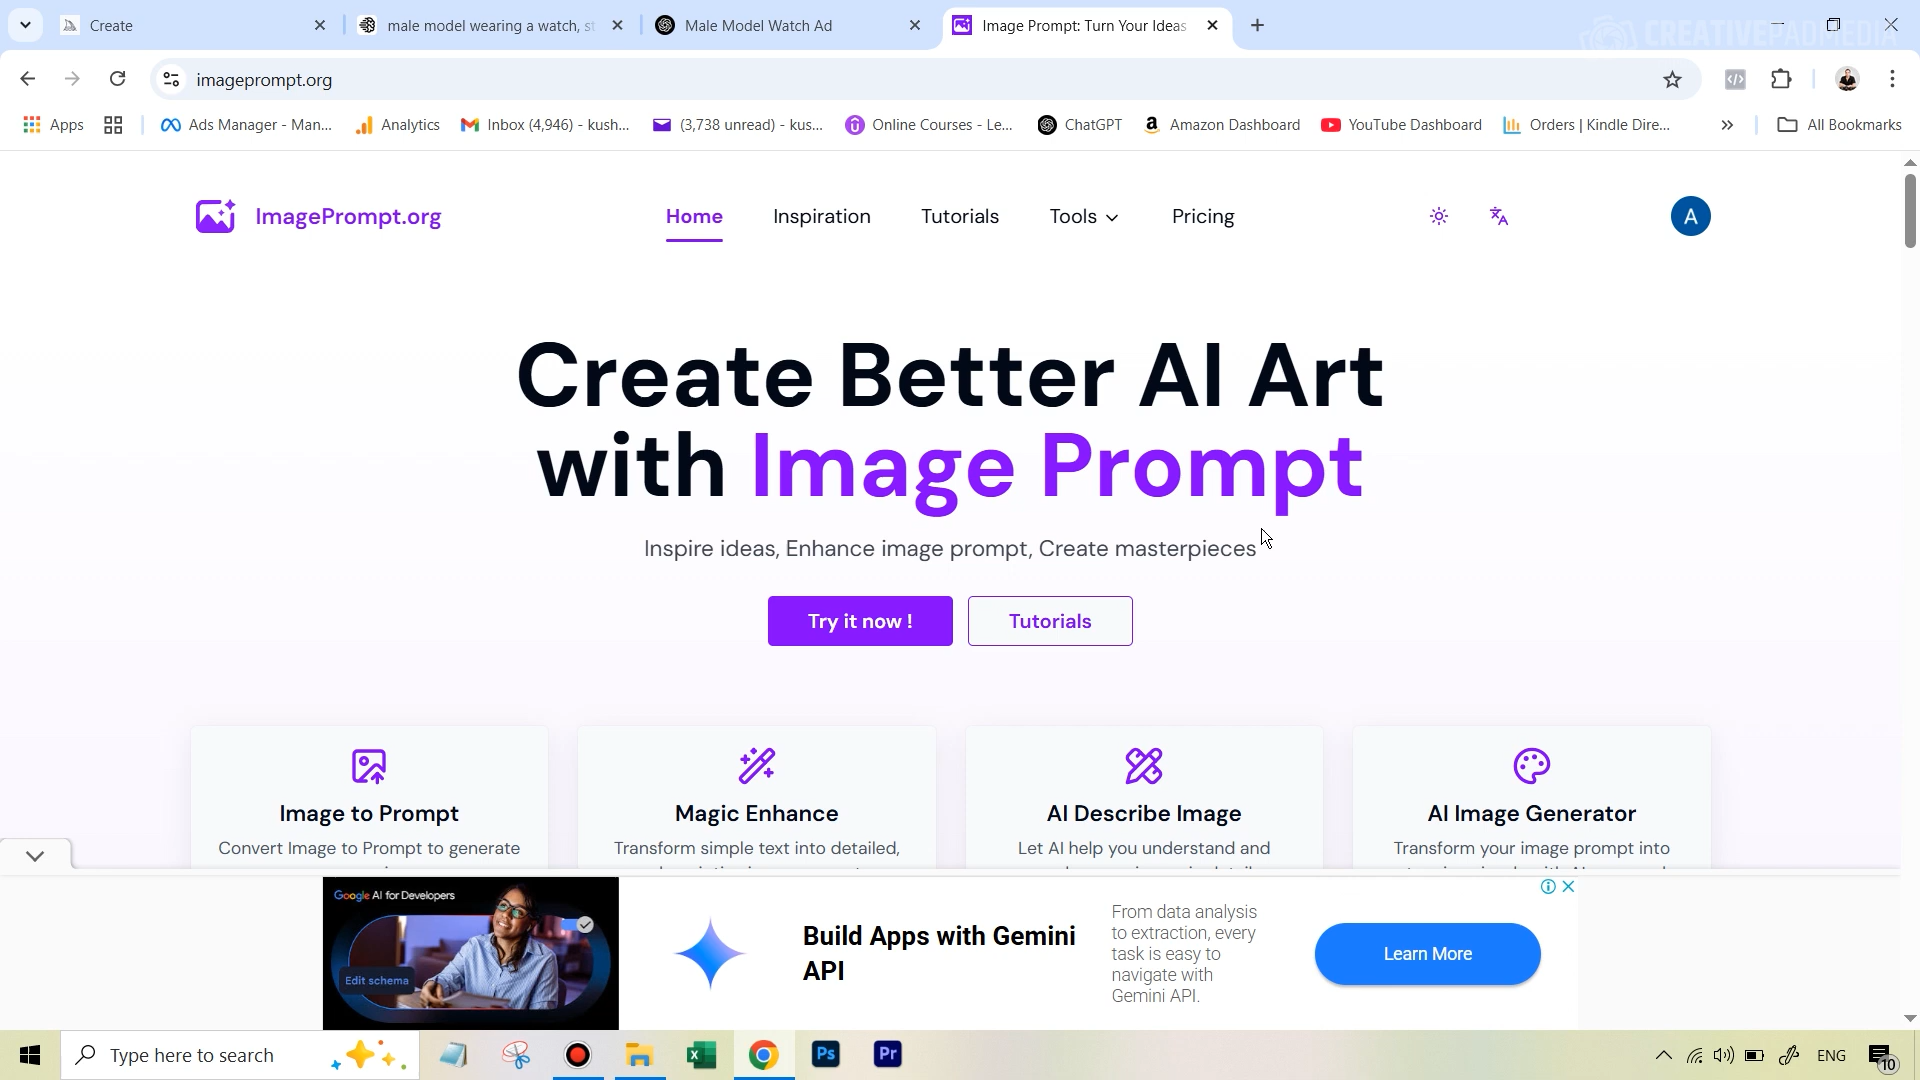 Create
male model wearing a watch, st
Male Model Watch Ad
Image Prompt: Turn Your Ideas
CREATIVEPADMEDIA
imageprompt.org
Apps
Ads Manager - Man...
Analytics
Inbox (4,946) - kush...
(3,738 unread) - kus...
Online Courses - Le...
ChatGPT
Amazon Dashboard
YouTube Dashboard
Orders | Kindle Dire...
All Bookmarks
ImagePrompt.org
Home
Inspiration
Tutorials
Tools
Pricing
A
Create Better AI Art
with Image Prompt
Inspire ideas, Enhance image prompt, Create masterpieces
Try it now !
Tutorials
Image to Prompt
Convert Image to Prompt to generate
Magic Enhance
Transform simple text into detailed,
AI Describe Image
Let AI help you understand and
AI Image Generator
Transform your image prompt into
Google AI for Developers
Edit schema
Build Apps with Gemini
API
From data analysis
to extraction, every
task is easy to
navigate with
Gemini API.
Learn More
Type here to search
Ps
Pr
ENG
10